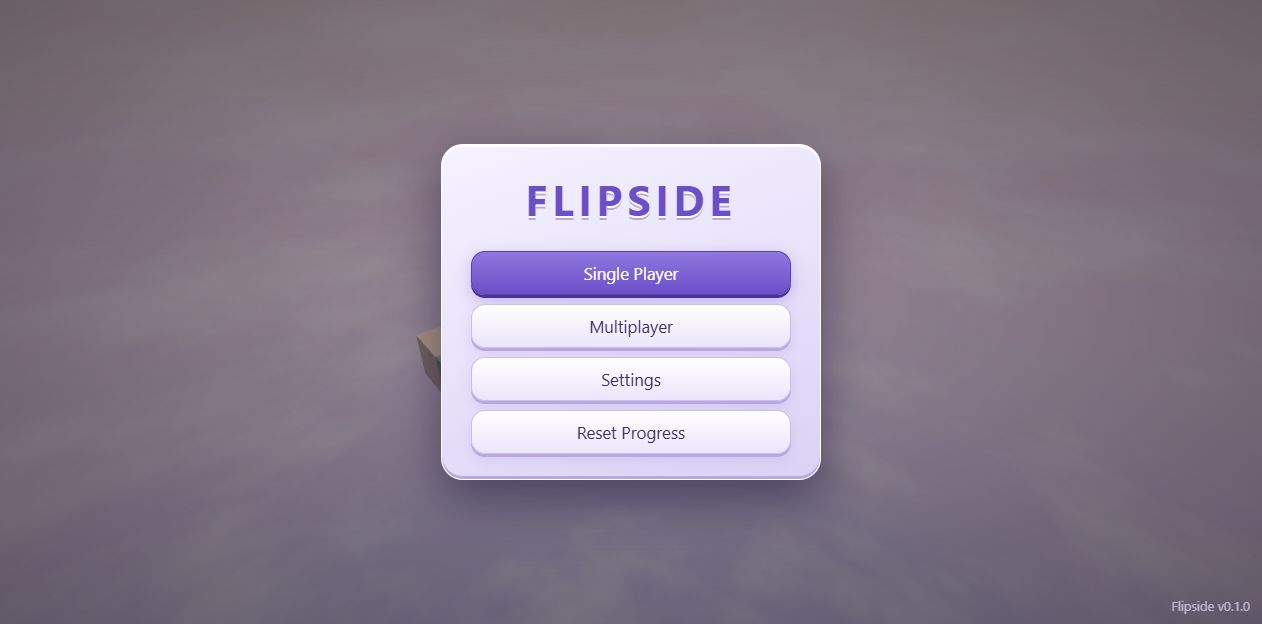 FLIPSIDE
Single Player
Multiplayer
Settings
Reset Progress
Flipside v0.1.0